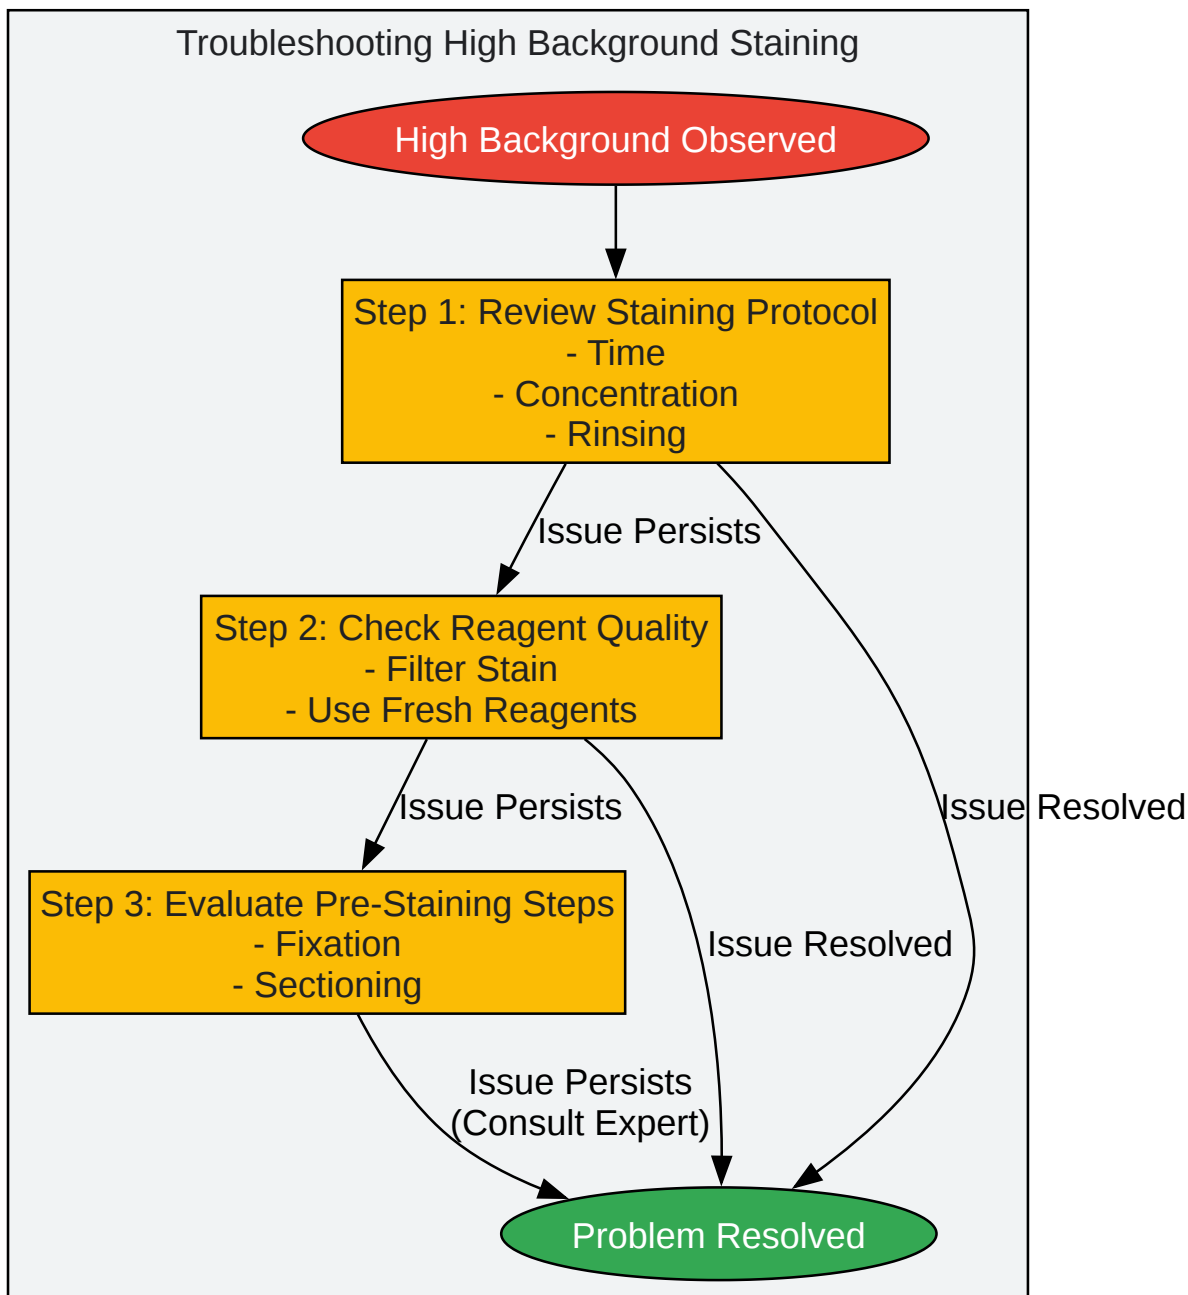 Troubleshooting High Background Staining
High Background Observed
Step 1: Review Staining Protocol
- Time
- Concentration
- Rinsing
Issue Persists
Step 2: Check Reagent Quality
- Filter Stain
- Use Fresh Reagents
Issue Persists
Issue Resolved
Step 3: Evaluate Pre-Staining Steps
- Fixation
- Sectioning
Issue Resolved
Issue Persists
(Consult Expert)
Problem Resolved